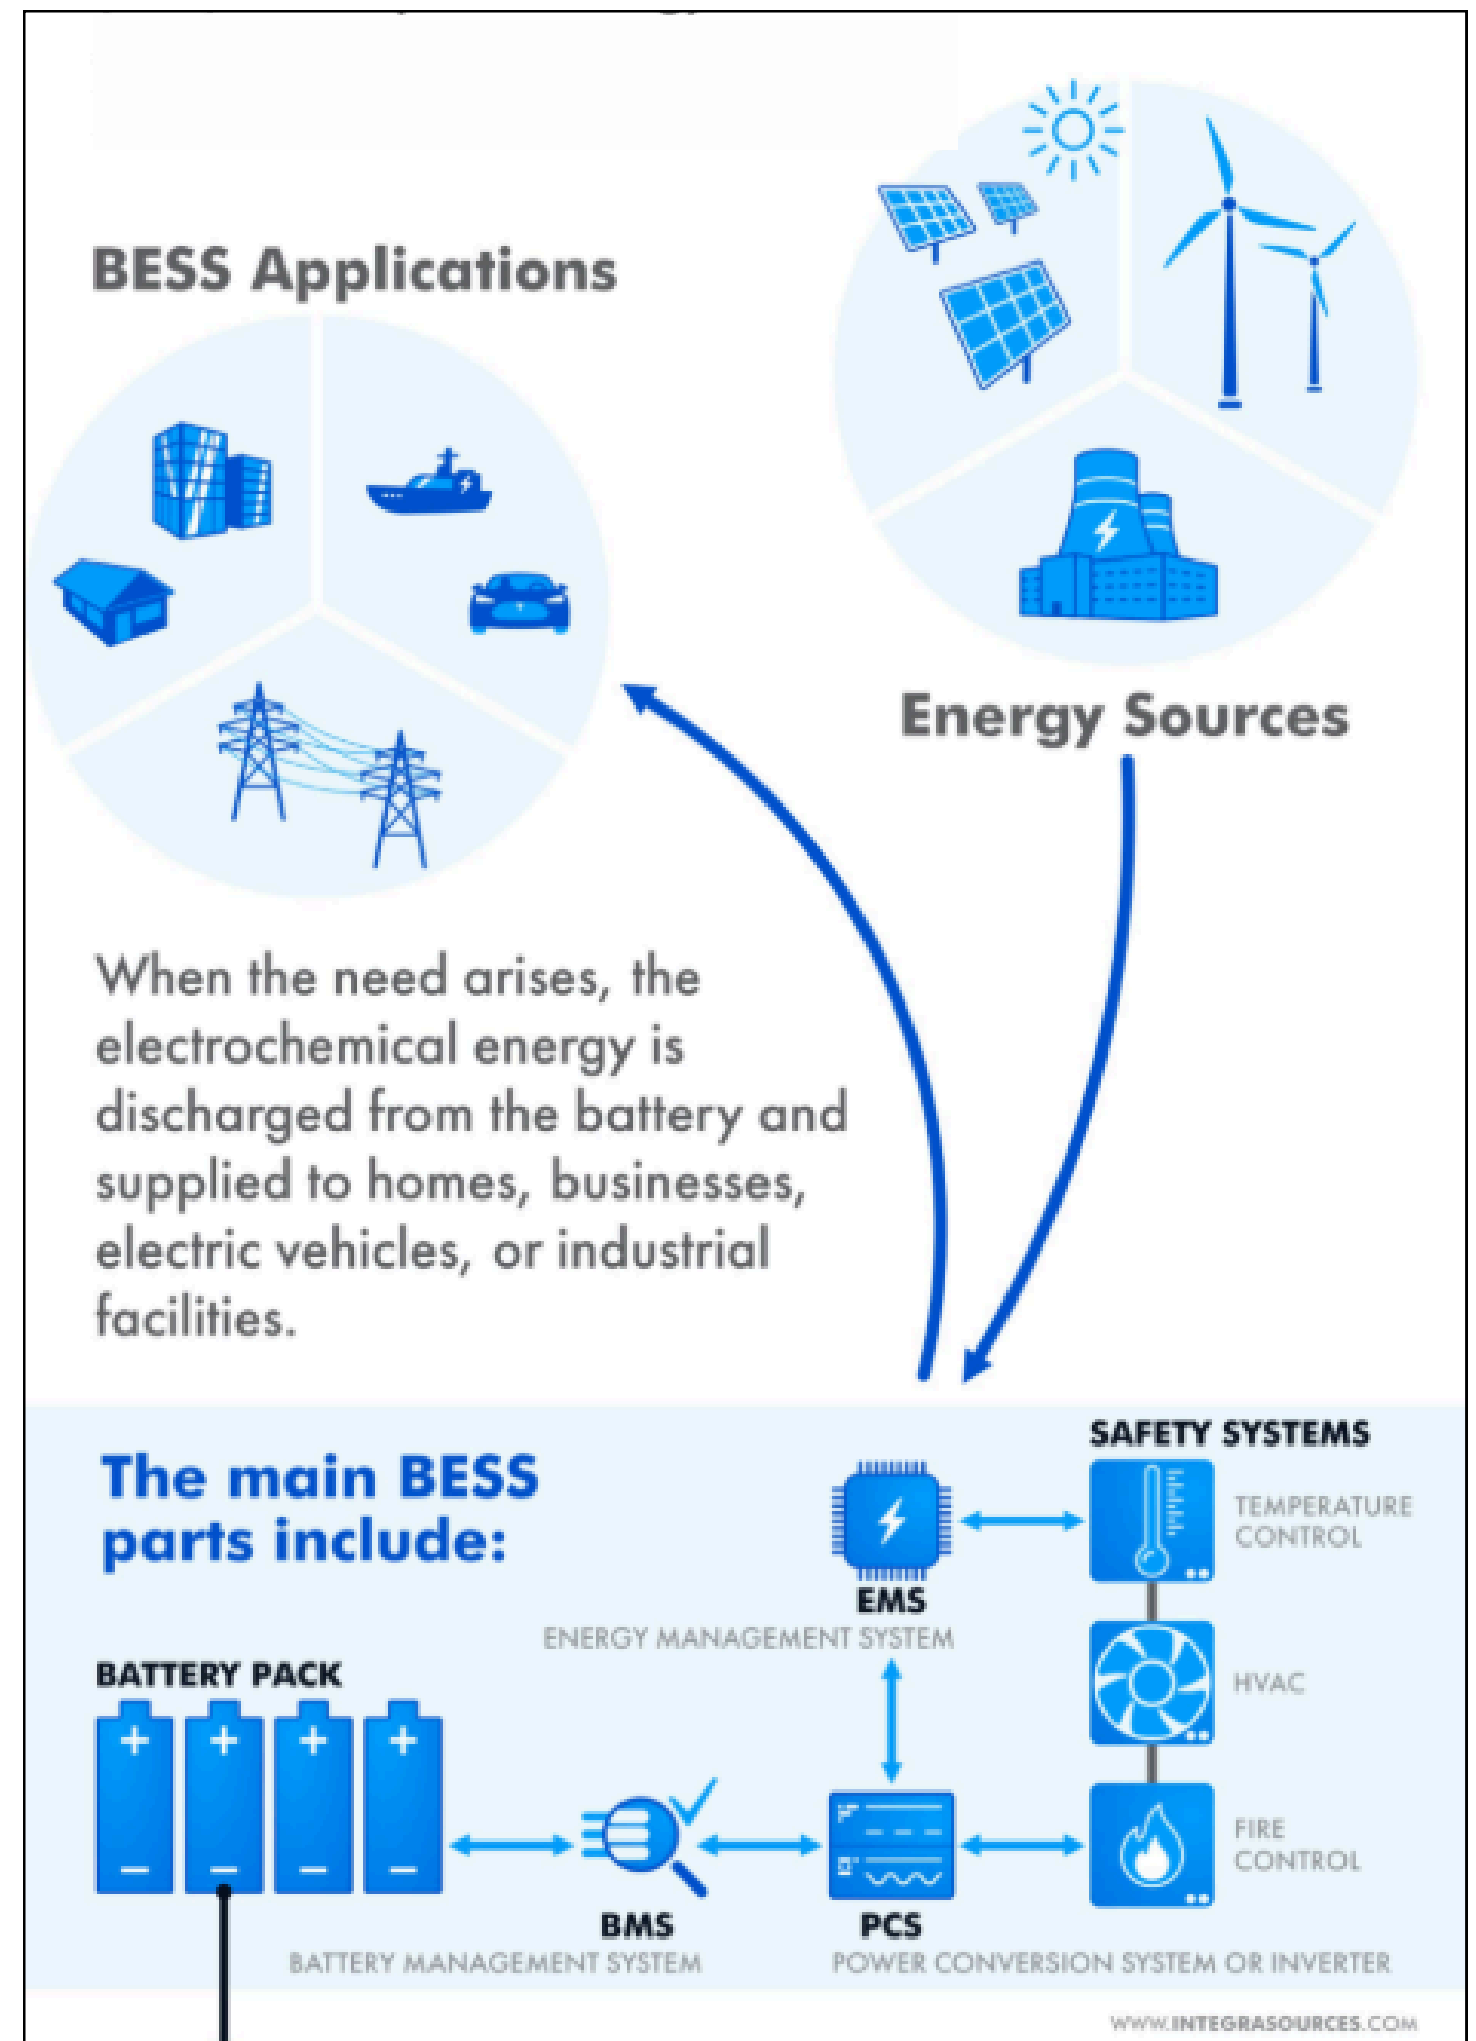 BESS Applications
Energy Sources
When the need arises, the
electrochemical energy is
discharged from the battery and
supplied to homes, businesses,
electric vehicles, or industrial
facilities.
The main BESS
parts include:
SAFETY SYSTEMS
TEMPERATURE
CONTROL
EMS
ENERGY MANAGEMENT SYSTEM
BATTERY PACK
HVAC
FIRE
CONTROL
BMS
BATTERY MANAGEMENT SYSTEM
PCS
POWER CONVERSION SYSTEM OR INVERTER
WWW.INTEGRASOURCES.COM